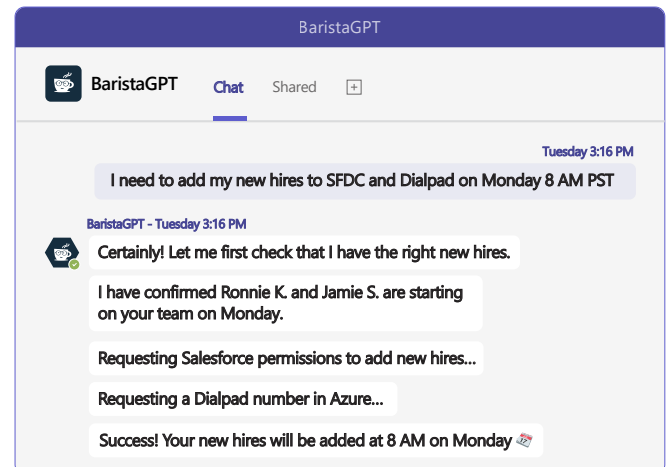 BaristaGPT
BaristaGPT
Chat
Shared
Tuesday 3:16 PM
I need to add my new hires to SFDC and Dialpad on Monday 8 AM PST
BaristaGPT - Tuesday 3:16 PM
Certainly! Let me first check that I have the right new hires.
I have confirmed Ronnie K. and Jamie S. are starting
on your team on Monday.
Requesting Salesforce permissions to add new hires...
Requesting a Dialpad number in Azure...
Success! Your new hires will be added at 8 AM on Monday 📅